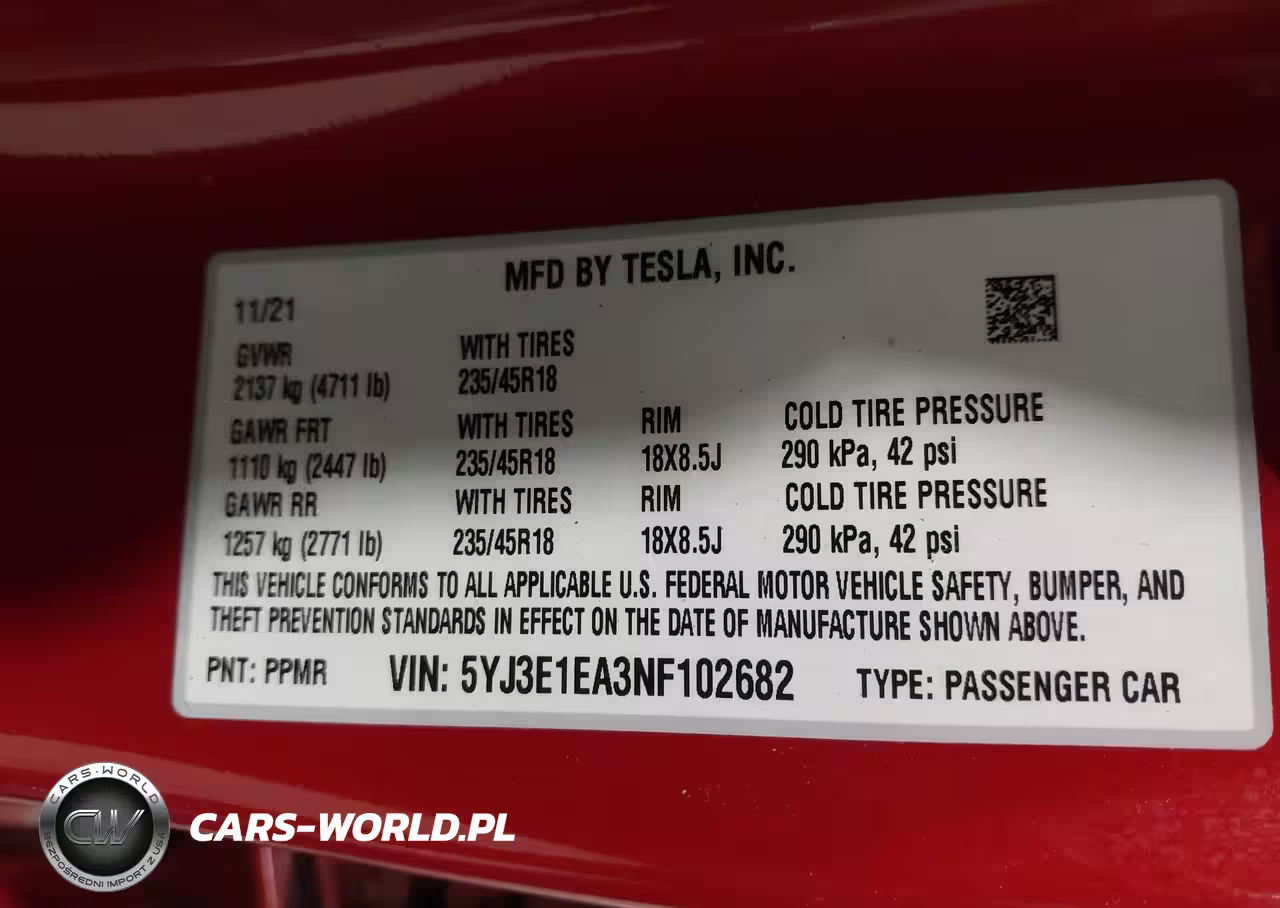 MFD BY TESLA, INC.
11/21
GVWR WITH TIRES
2137 kg (4711 lb) 235/45R18
GAWR FRT WITH TIRES RIM COLD TIRE PRESSURE
1110 kg (2447 lb) 235/45R18 18X8.5J 290 kPa, 42 psi
GAWR RR WITH TIRES RIM COLD TIRE PRESSURE
1257 kg (2771 lb) 235/45R18 18X8.5J 290 kPa, 42 psi
THIS VEHICLE CONFORMS TO ALL APPLICABLE U.S. FEDERAL MOTOR VEHICLE SAFETY, BUMPER, AND
THEFT PREVENTION STANDARDS IN EFFECT ON THE DATE OF MANUFACTURE SHOWN ABOVE.
PNT: PPMR VIN: 5YJ3E1EA3NF102682 TYPE: PASSENGER CAR
CARS-WORLD
CW
BEZPOŚREDNI IMPORT Z USA
CARS-WORLD.PL